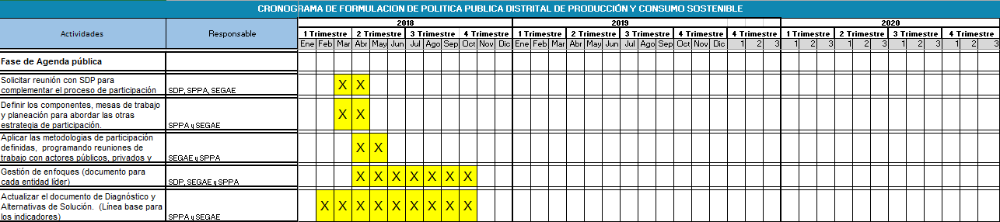 CRONOGRAMA DE FORMULACION DE POLITICA PUBLICA DISTRITAL DE PRODUCCIÓN Y CONSUMO SOSTENIBLE
Actividades Responsable 2018 2019 2020
1 Trimestre 2 Trimestre 3 Trimestre 4 Trimestre 1 Trimestre 2 Trimestre 3 Trimestre 4 Trimestre 4 Trimestre 1 Trimestre 2 Trimestre 3 Trimestre 4 Trimestre
Ene Feb Mar Abr May Jun Jul Ago Sep Oct Nov Dic Ene Feb Mar Abr May Jun Jul Ago Sep Oct Nov Dic 1 2 3 1 2 3 1 2 3 1 2 3 1 2 3
Fase de Agenda pública
Solicitar reunión con SDP para
complementar el proceso de participación SDP, SPPA, SEGAE X X
Definir los componentes, mesas de trabajo
y planeación para abordar las otras
estrategia de participación. SPPA y SEGAE X X
Aplicar las metodologias de participación
definidas, programando reuniones de
trabajo con actores públicos, privados y SEGAE y SPPA X X
Gestión de enfoques (documento para
cada entidad líder) SDP, SEGAE y SPPA X X X X X X X
Actualizar el documento de Diagnóstico y
Alternativas de Solución. (Línea base para
los indicadores) SPPA y SEGAE X X X X X X X X X